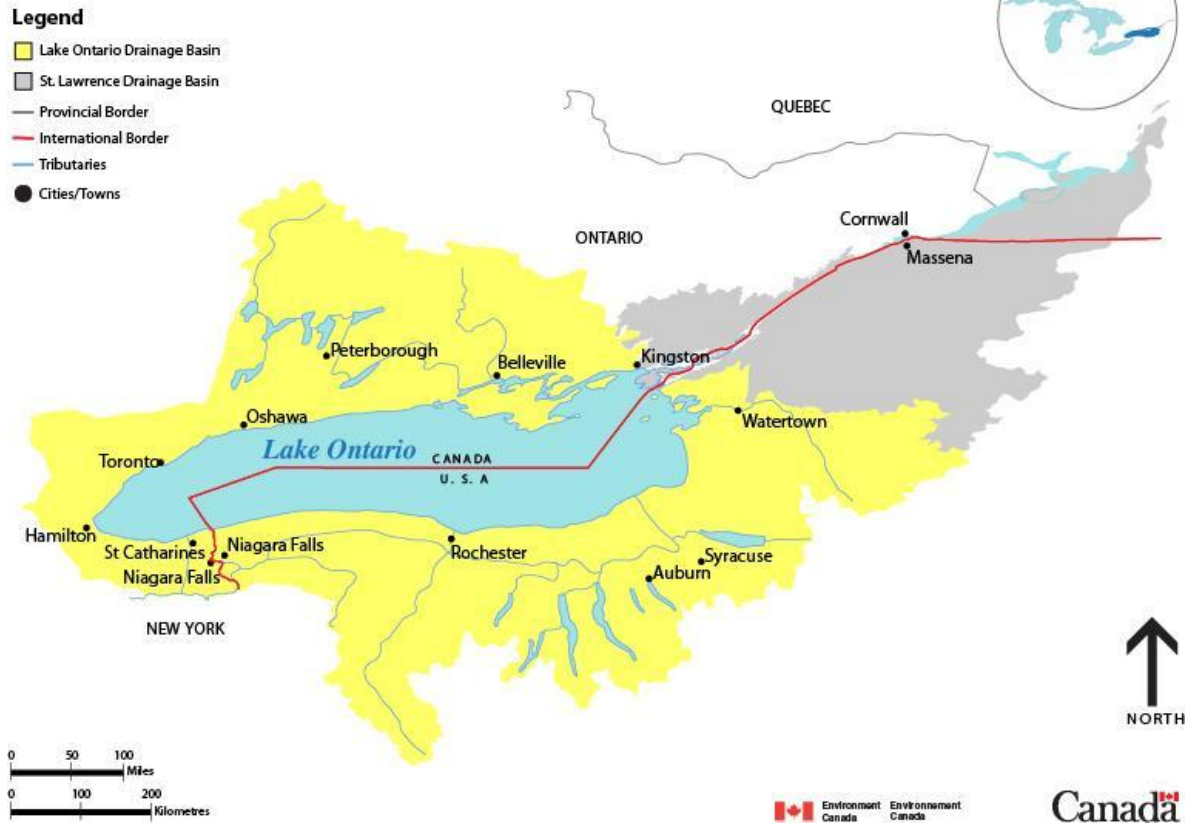 Legend
Lake Ontario Drainage Basin
St. Lawrence Drainage Basin
Provincial Border
International Border
Tributaries
Cities/Towns
QUEBEC
ONTARIO
Cornwall
Massena
Peterborough
Belleville
Kingston
Oshawa
Watertown
Lake Ontario
CANADA
U. S. A
Toronto
Hamilton
St Catharines
Niagara Falls
Niagara Falls
Rochester
Syracuse
Auburn
NEW YORK
NORTH
0 50 100
Miles
0 100 200
Kilometres
Environment Environnement
Canada Canada
Canada